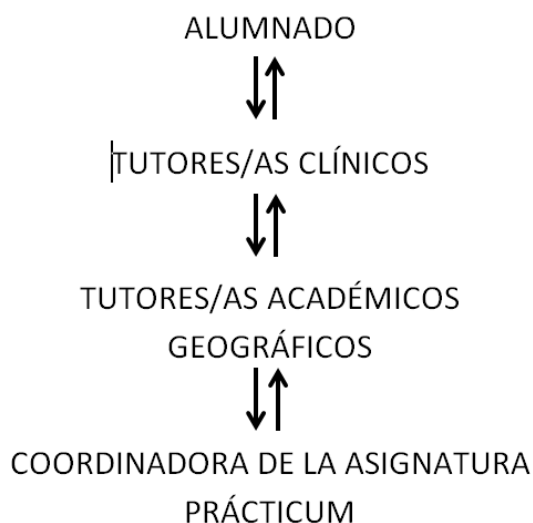 ALUMNADO
TUTORES/AS CLÍNICOS
TUTORES/AS ACADÉMICOS
GEOGRÁFICOS
COORDINADORA DE LA ASIGNATURA
PRÁCTICUM